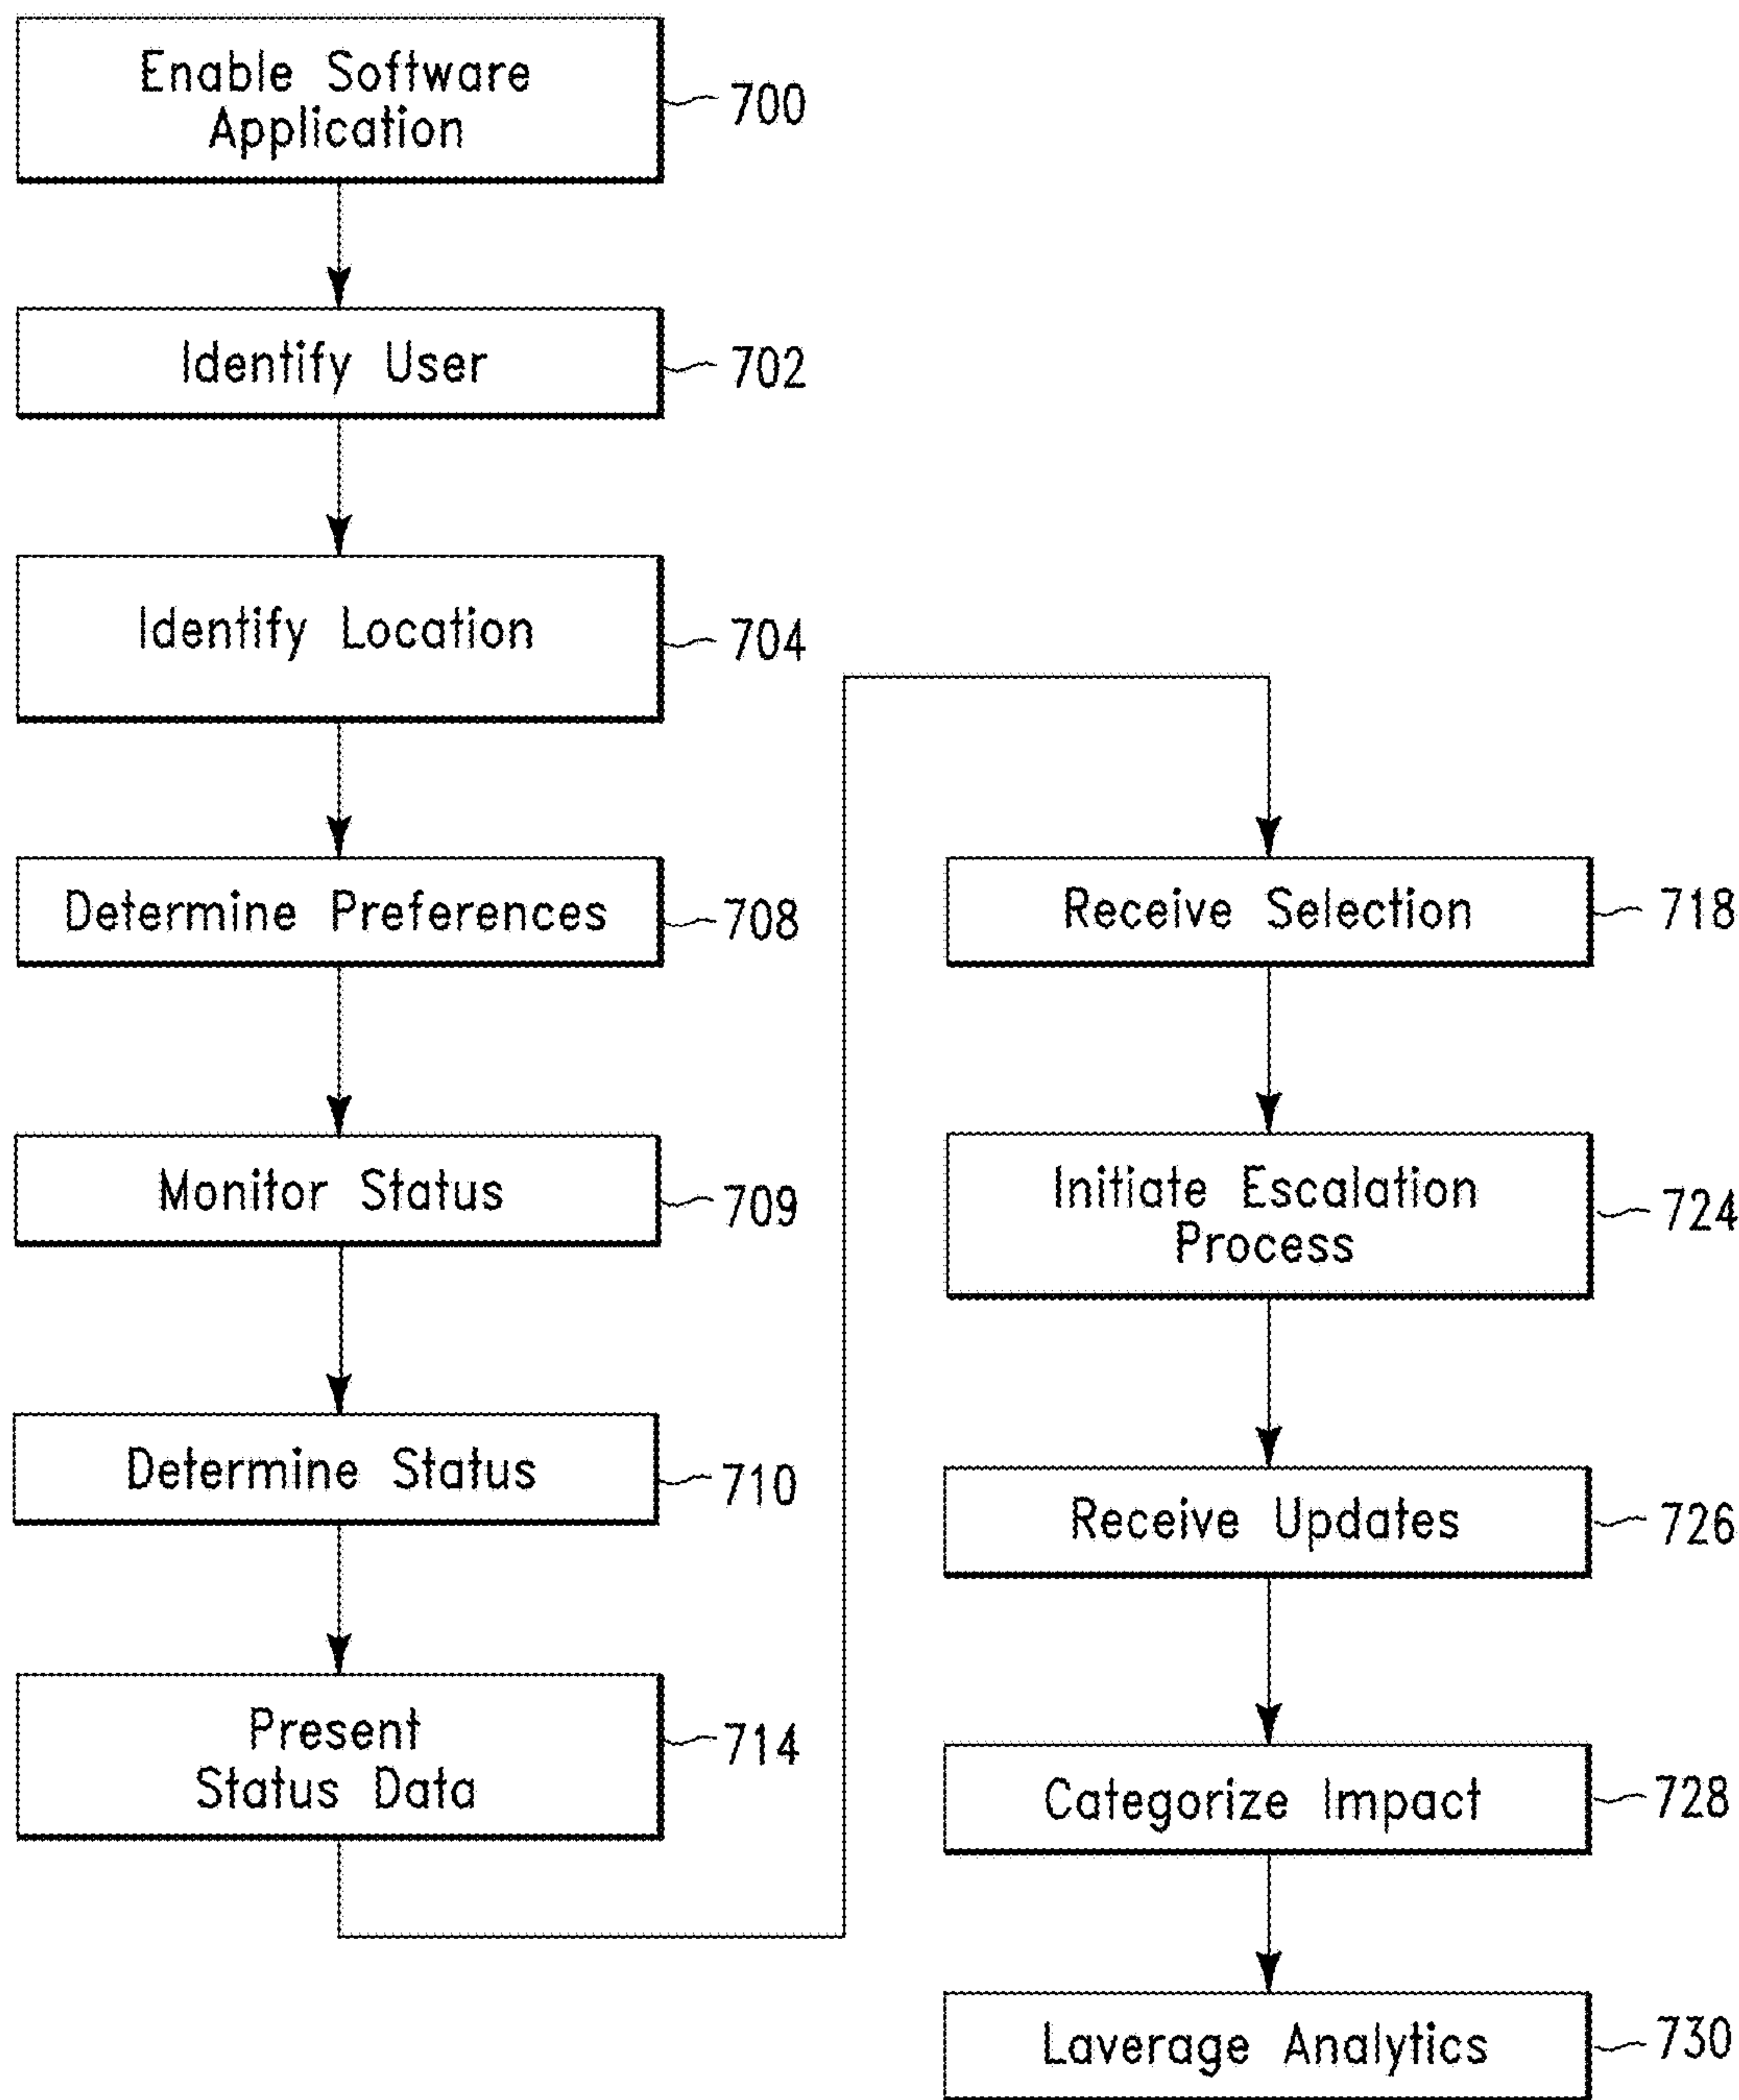 Enable Software
Application
700
Identify User
702
Identify Location
704
Determine Preferences
708
Monitor Status
709
Determine Status
710
Present
Status Data
714
Receive Selection
718
Initiate Escalation
Process
724
Receive Updates
726
Categorize Impact
728
Laverage Analytics
730